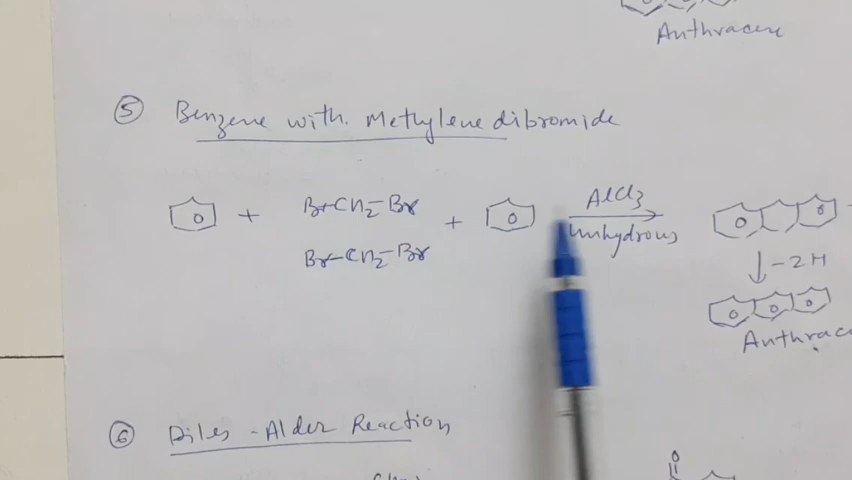 Anthracene
⑤ Benzene with Methylene dibromide
+ Br-CH2-Br + AlCl3
Br-CH2-Br Anhydrous
↓ -2H
Anthrac
⑥ Diles-Alder Reaction
O